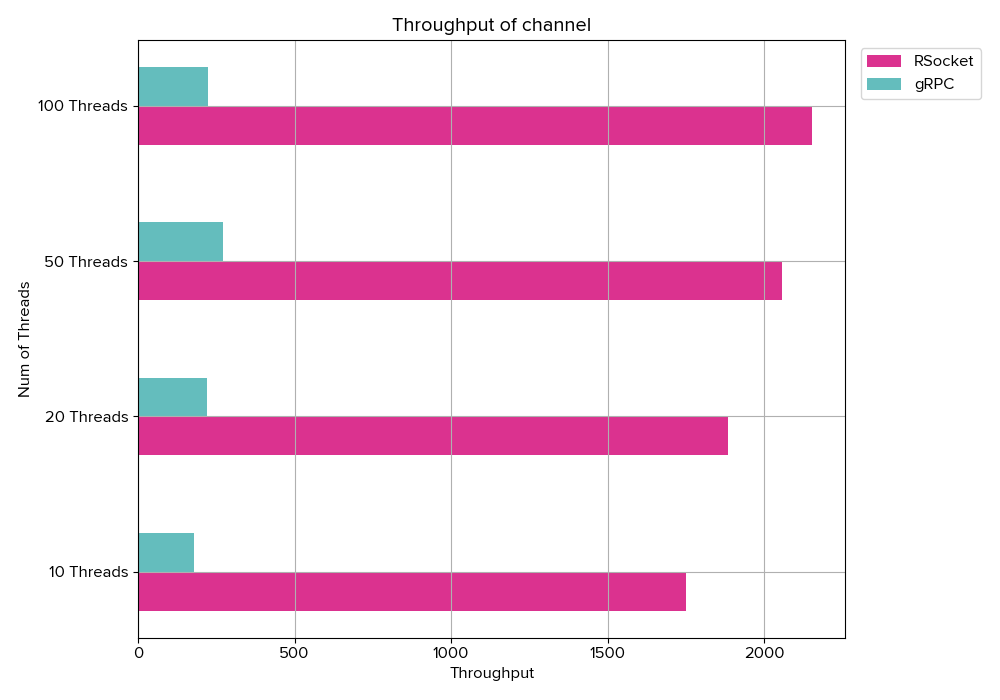 Throughput of channel
RSocket
gRPC
100 Threads
50 Threads
20 Threads
10 Threads
Num of Threads
0 500 1000 1500 2000
Throughput